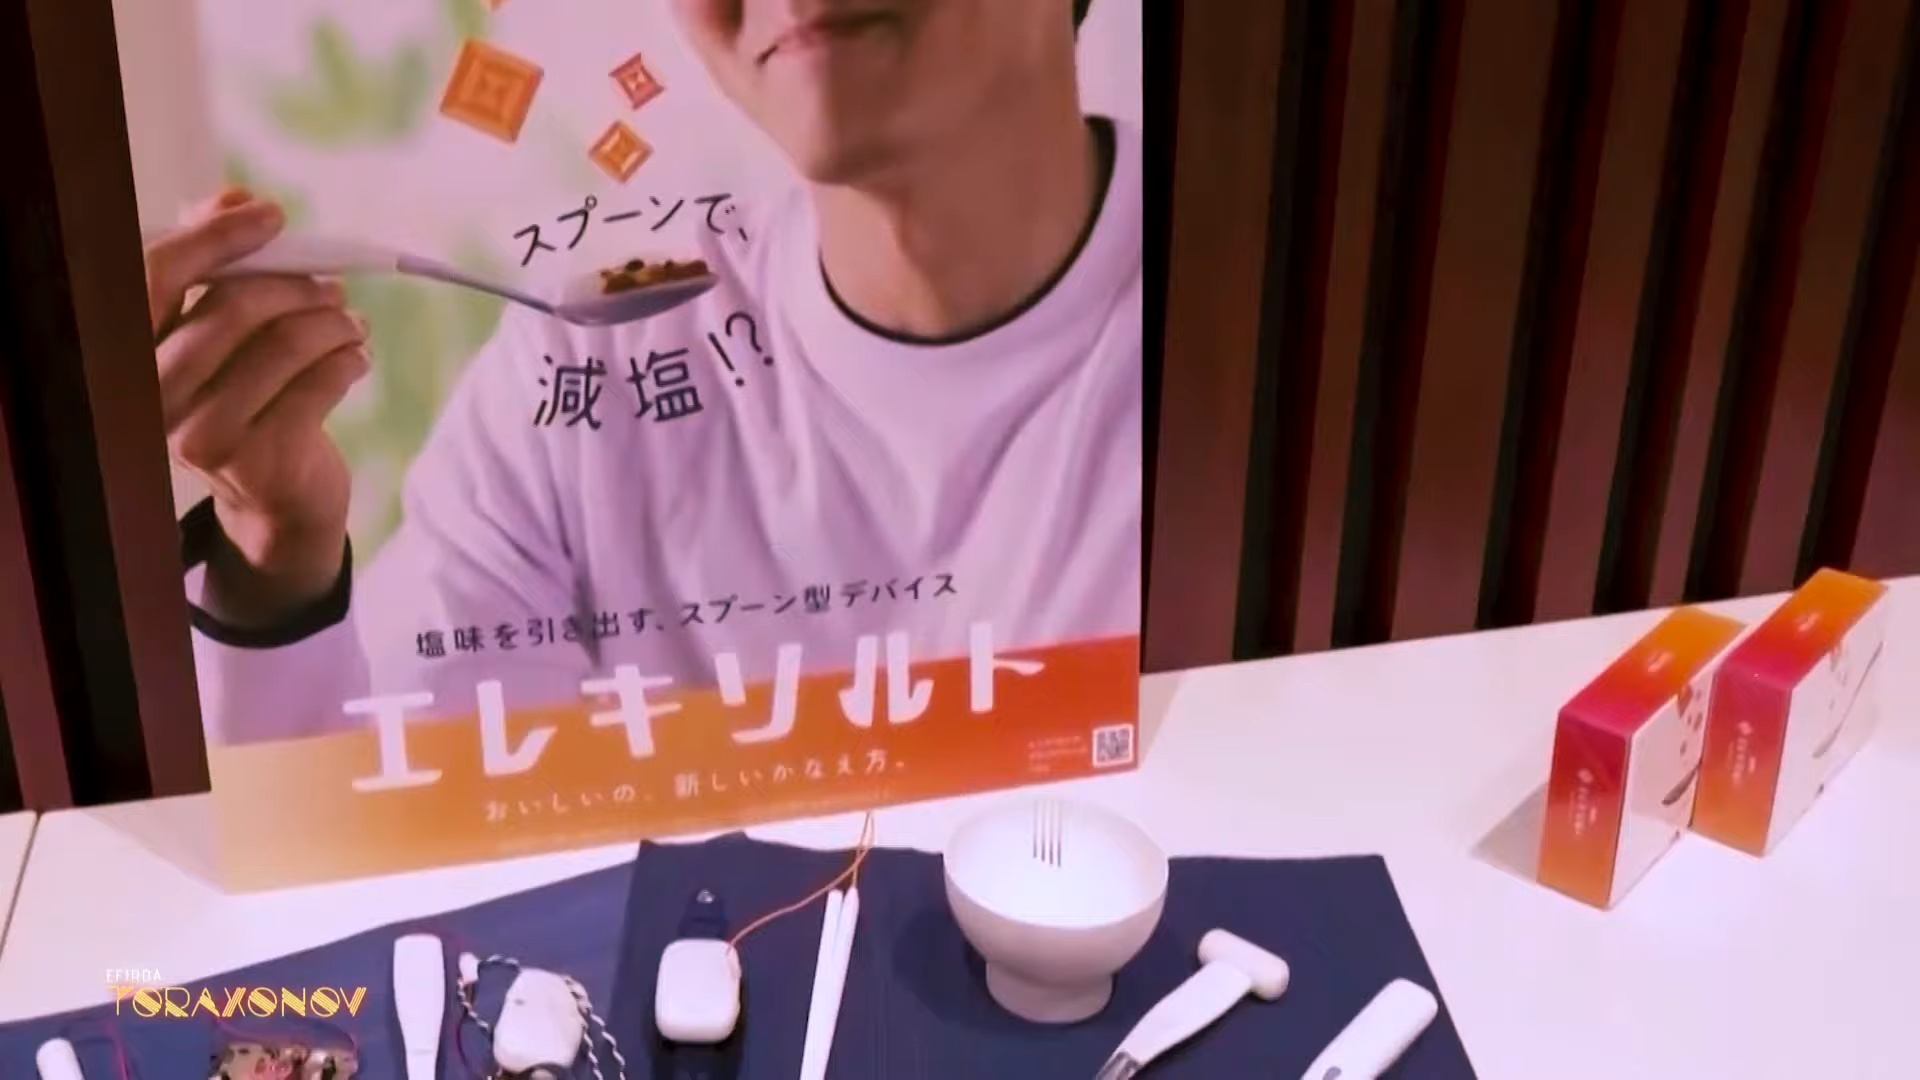 スプーンで、
減塩!?
塩味を引き出す、スプーン型デバイス
エレキソルト
おいしいの、新しいかなえ方。
EFIRDA
TORAXONOV